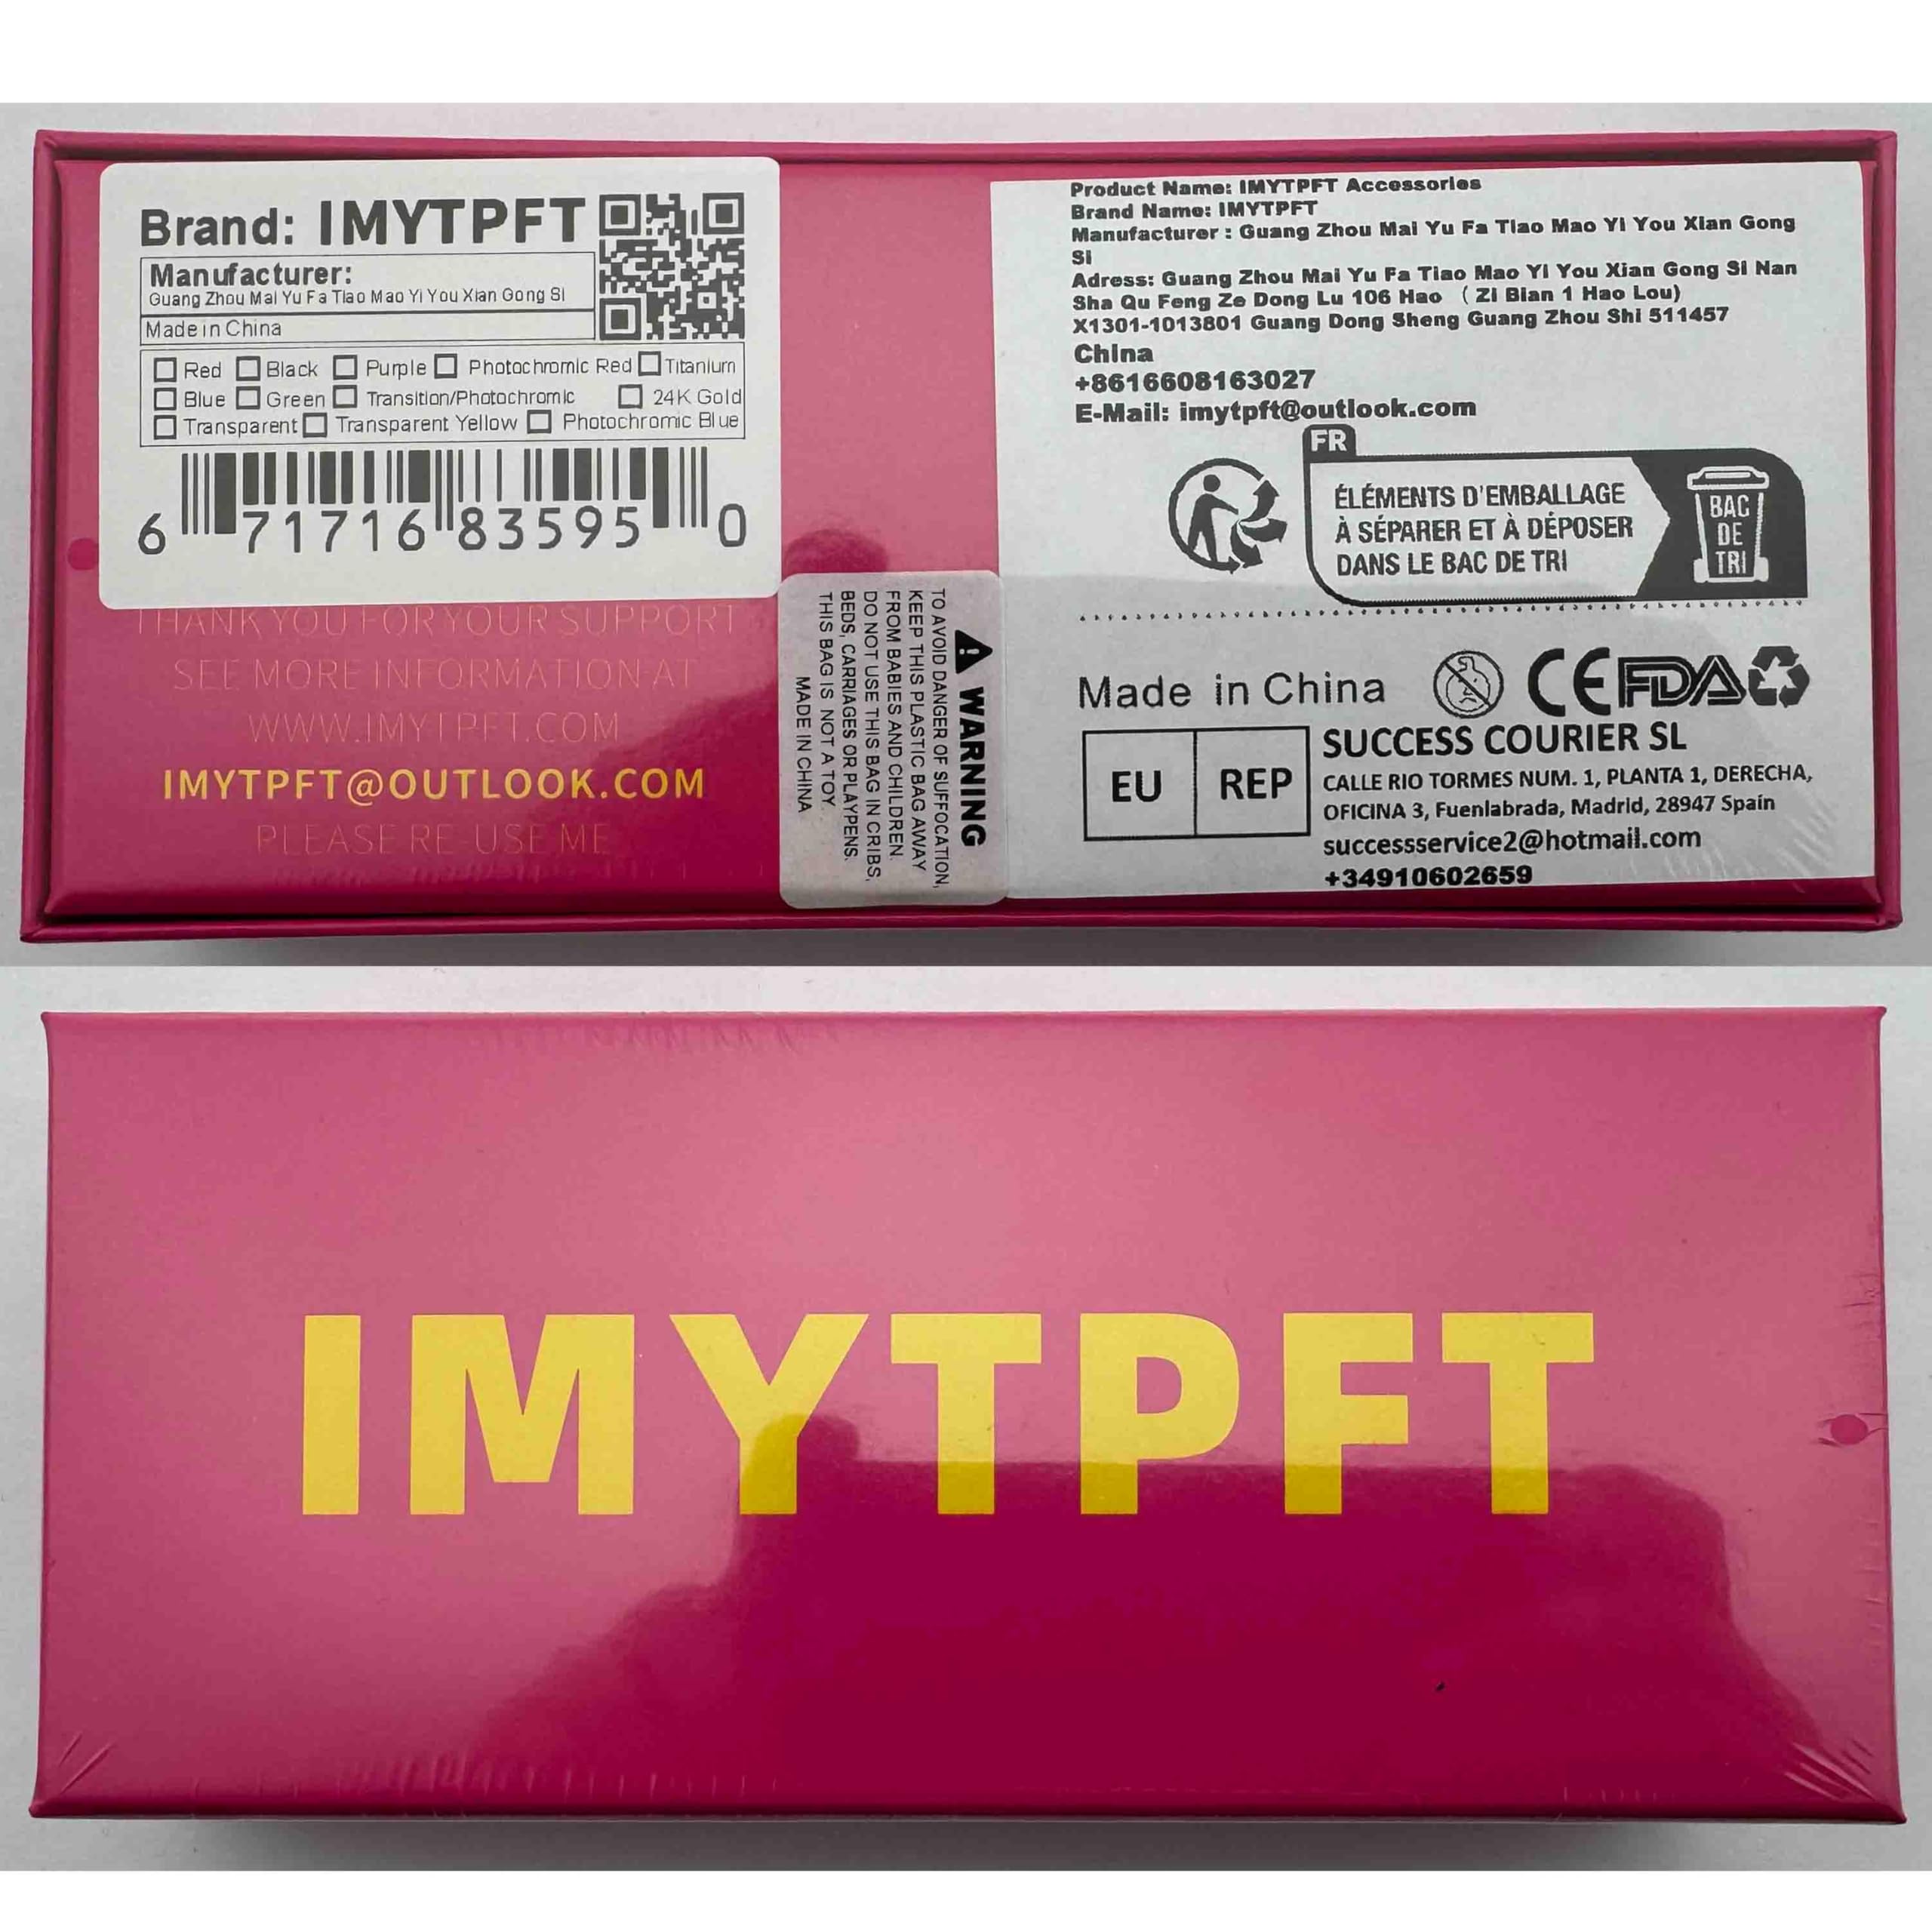 Brand: IMYTPFT
Manufacturer:
Guang Zhou Mai Yu Fa Tiao Mao Yi You Xian Gong Si
Made in China
Red Black Purple Photochromic Red Titanium
Blue Green Transition/Photochromic 24K Gold
Transparent Transparent Yellow Photochromic Blue
6 71716 83595 0
THANK YOU FOR YOUR SUPPORT
SEE MORE INFORMATION AT
WWW.IMYTPFT.COM
IMYTPFT@OUTLOOK.COM
PLEASE RE-USE ME
WARNING
TO AVOID DANGER OF SUFFOCATION,
KEEP THIS PLASTIC BAG AWAY
FROM BABIES AND CHILDREN.
DO NOT USE THIS BAG IN CRIBS,
BEDS, CARRIAGES OR PLAYPENS.
THIS BAG IS NOT A TOY.
MADE IN CHINA
Product Name: IMYTPFT Accessories
Brand Name: IMYTPFT
Manufacturer : Guang Zhou Mai Yu Fa Tiao Mao Yi You Xian Gong
Si
Adress: Guang Zhou Mai Yu Fa Tiao Mao Yi You Xian Gong Si Nan
Sha Qu Feng Ze Dong Lu 106 Hao （Zi Bian 1 Hao Lou)
X1301-1013801 Guang Dong Sheng Guang Zhou Shi 511457
China
+8616608163027
E-Mail: imytpft@outlook.com
FR
ÉLÉMENTS D'EMBALLAGE
À SÉPARER ET À DÉPOSER
DANS LE BAC DE TRI
BAC
DE
TRI
Made in China CE FDA
EU REP
SUCCESS COURIER SL
CALLE RIO TORMES NUM. 1, PLANTA 1, DERECHA,
OFICINA 3, Fuenlabrada, Madrid, 28947 Spain
successservice2@hotmail.com
+34910602659
IMYTPFT